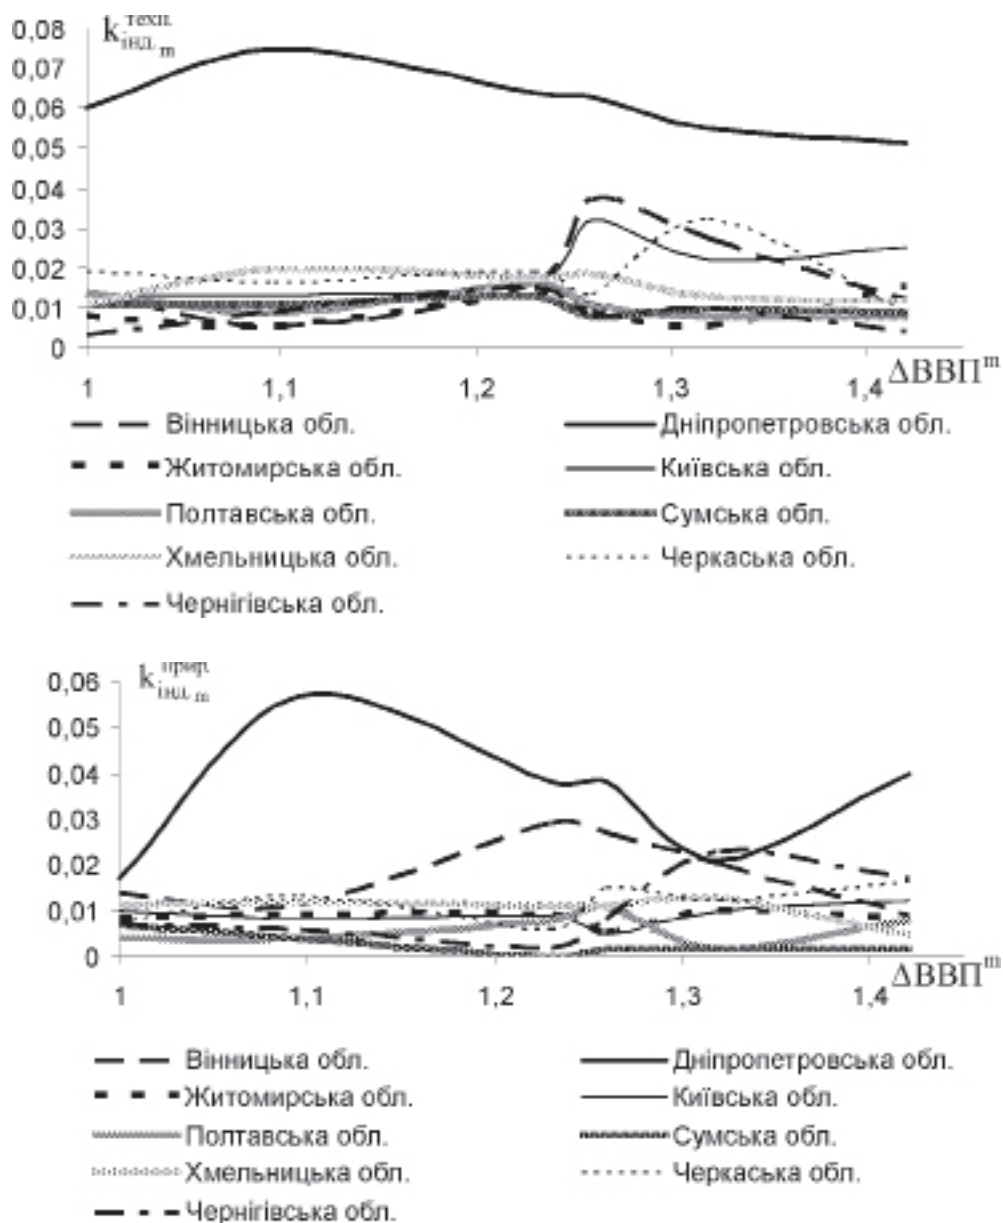 k інд. m техн.
0,08
0,07
0,06
0,05
0,04
0,03
0,02
0,01
0
1 1,1 1,2 1,3 1,4 ΔВВП m
Вінницька обл. Дніпропетровська обл.
Житомирська обл. Київська обл.
Полтавська обл. Сумська обл.
Хмельницька обл. Черкаська обл.
Чернігівська обл.
k інд. m прир.
0,06
0,05
0,04
0,03
0,02
0,01
0
1 1,1 1,2 1,3 1,4 ΔВВП m
Вінницька обл. Дніпропетровська обл.
Житомирська обл. Київська обл.
Полтавська обл. Сумська обл.
Хмельницька обл. Черкаська обл.
Чернігівська обл.